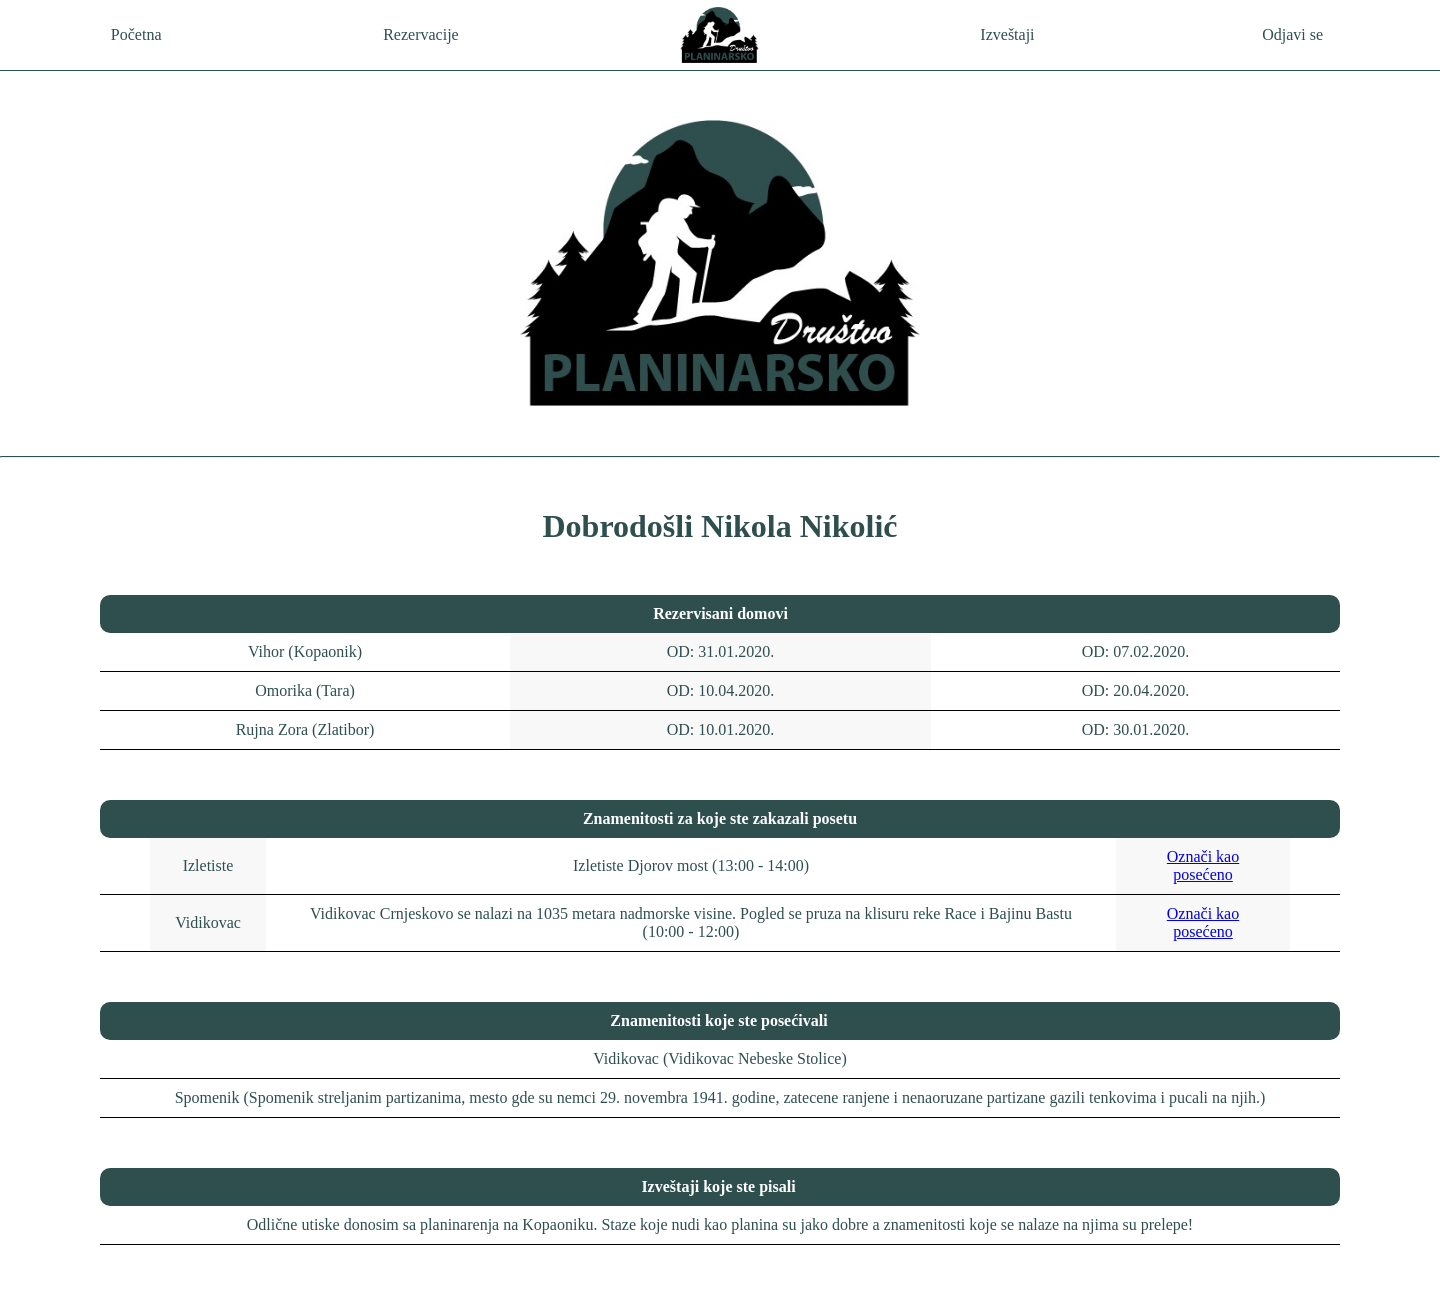 Početna Rezervacije Društvo PLANINARSKO Izveštaji Odjavi se
Društvo
PLANINARSKO
Dobrodošli Nikola Nikolić
Rezervisani domovi
Vihor (Kopaonik) OD: 31.01.2020. OD: 07.02.2020.
Omorika (Tara) OD: 10.04.2020. OD: 20.04.2020.
Rujna Zora (Zlatibor) OD: 10.01.2020. OD: 30.01.2020.
Znamenitosti za koje ste zakazali posetu
Izletiste Izletiste Djorov most (13:00 - 14:00) Označi kao
posećeno
Vidikovac Vidikovac Crnjeskovo se nalazi na 1035 metara nadmorske visine. Pogled se pruza na klisuru reke Race i Bajinu Bastu
(10:00 - 12:00) Označi kao
posećeno
Znamenitosti koje ste posećivali
Vidikovac (Vidikovac Nebeske Stolice)
Spomenik (Spomenik streljanim partizanima, mesto gde su nemci 29. novembra 1941. godine, zatecene ranjene i nenaoruzane partizane gazili tenkovima i pucali na njih.)
Izveštaji koje ste pisali
Odlične utiske donosim sa planinarenja na Kopaoniku. Staze koje nudi kao planina su jako dobre a znamenitosti koje se nalaze na njima su prelepe!